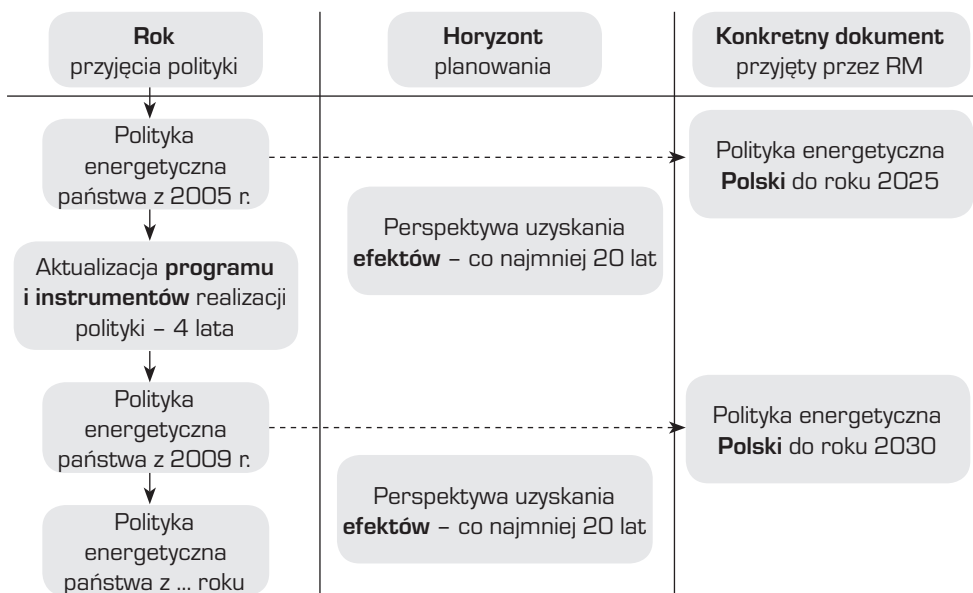 Rok
przyjęcia polityki
Horyzont
planowania
Konkretny dokument
przyjęty przez RM
Polityka
energetyczna
państwa z 2005 r.
Polityka energetyczna
Polski do roku 2025
Perspektywa uzyskania
efektów – co najmniej 20 lat
Aktualizacja programu
i instrumentów realizacji
polityki – 4 lata
Polityka
energetyczna
państwa z 2009 r.
Polityka energetyczna
Polski do roku 2030
Perspektywa uzyskania
efektów – co najmniej 20 lat
Polityka
energetyczna
państwa z ... roku